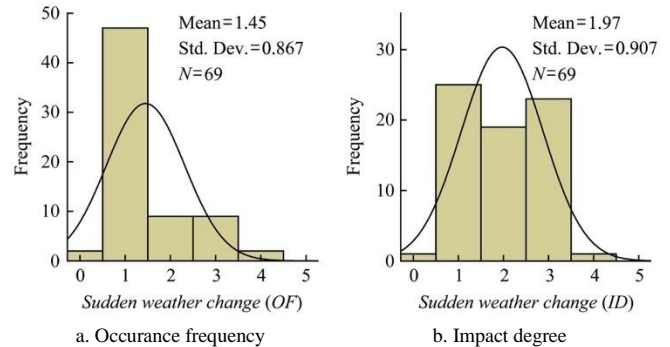 Mean=1.45
Std. Dev.=0.867
N=69
Frequency
50
40
30
20
10
0
0 1 2 3 4 5
Sudden weather change (OF)
a. Occurance frequency
Mean=1.97
Std. Dev.=0.907
N=69
Frequency
30
20
10
0
0 1 2 3 4 5
Sudden weather change (ID)
b. Impact degree